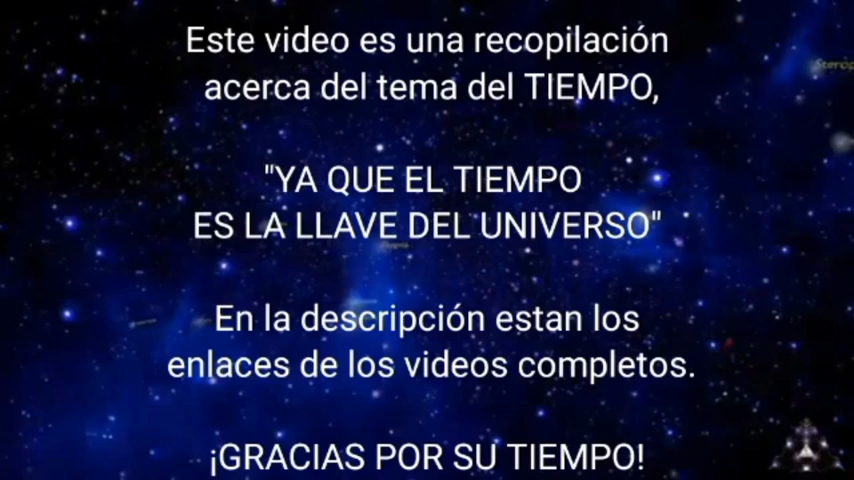 Este video es una recopilación
acerca del tema del TIEMPO,
"YA QUE EL TIEMPO
ES LA LLAVE DEL UNIVERSO"
En la descripción estan los
enlaces de los videos completos.
¡GRACIAS POR SU TIEMPO!